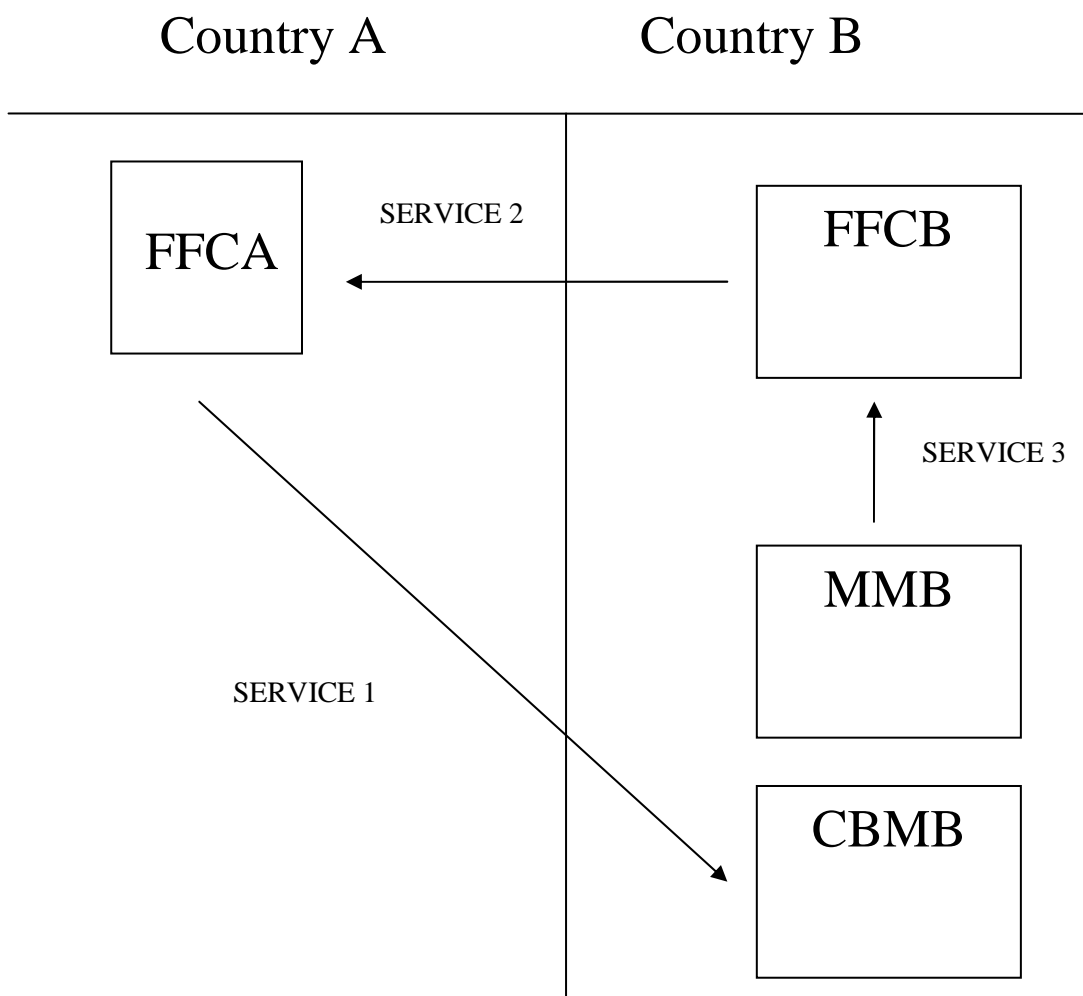 Country A
Country B
SERVICE 2
FFCB
FFCA
SERVICE 3
MMB
SERVICE 1
CBMB